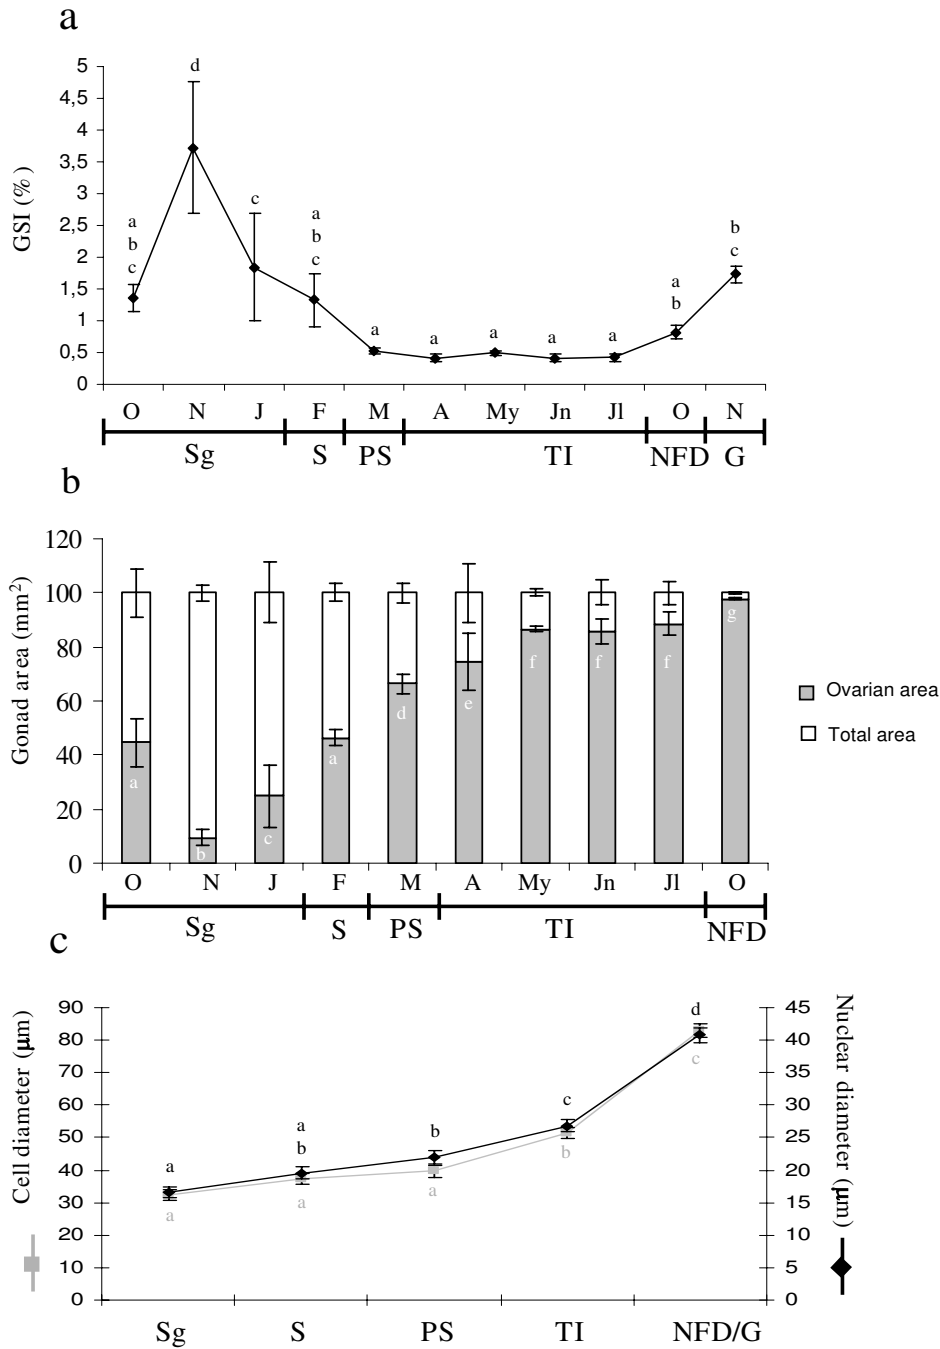 a
5
4,5
4
3,5
3
2,5
2
1,5
1
0,5
0
GSI (%)
a b c
d
c
a b c
a
a
a
a
a
a b
b c
O N J F M A My Jn Jl O N
Sg S PS TI NFD G
b
120
100
80
60
40
20
0
Gonad area (mm²)
a b c a d e f f f g
Ovarian area
Total area
O N J F M A My Jn Jl O
Sg S PS TI NFD
c
90
80
70
60
50
40
30
20
10
0
Cell diameter (μm)
a
a b
b
c
d
a
a
a
b
c
45
40
35
30
25
20
15
10
5
0
Nuclear diameter (μm)
Sg S PS TI NFD/G